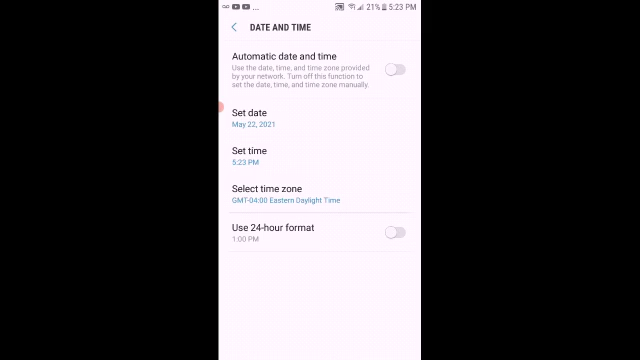 ... 21% 5:23 PM
DATE AND TIME
Automatic date and time
Use the date, time, and time zone provided
by your network. Turn off this function to
set the date, time, and time zone manually.
Set date
May 22, 2021
Set time
5:23 PM
Select time zone
GMT-04:00 Eastern Daylight Time
Use 24-hour format
1:00 PM